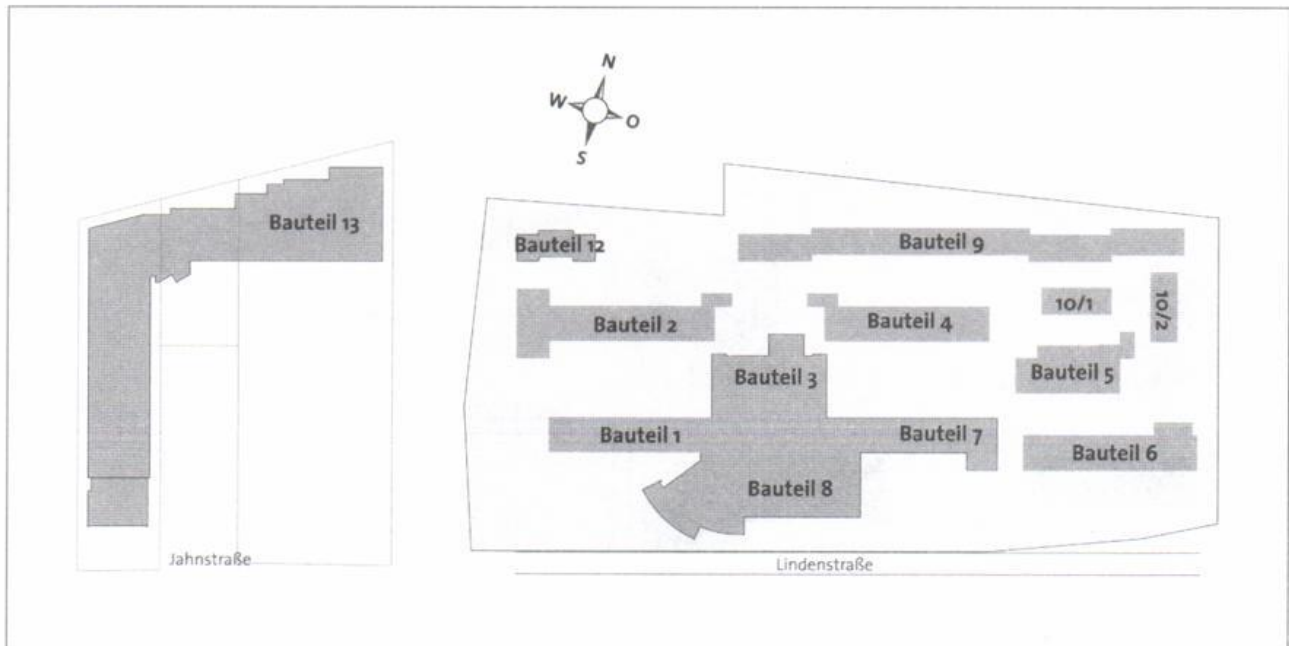 N
W
O
S
Bauteil 13
Bauteil 12
Bauteil 9
10/1
10/2
Bauteil 2
Bauteil 4
Bauteil 3
Bauteil 5
Bauteil 1
Bauteil 7
Bauteil 6
Bauteil 8
Jahnstraße
Lindenstraße